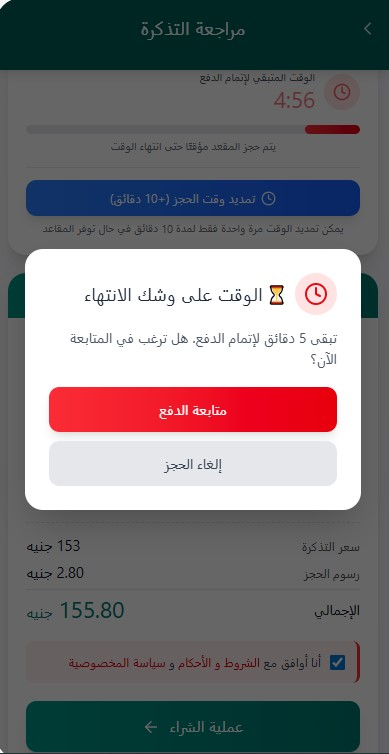 مراجعة التذكرة
الوقت المتبقي لإتمام الدفع
4:56
يتم حجز المقعد مؤقتًا حتى انتهاء الوقت
تمديد وقت الحجز (+10 دقائق)
يمكن تمديد الوقت مرة واحدة فقط لمدة 10 دقائق في حال توفر المقاعد
⏳ الوقت على وشك الانتهاء
تبقى 5 دقائق لإتمام الدفع. هل ترغب في المتابعة
الآن؟
متابعة الدفع
إلغاء الحجز
سعر التذكرة 153 جنيه
رسوم الحجز 2.80 جنيه
الإجمالي 155.80 جنيه
أنا أوافق مع الشروط و الأحكام و سياسة المخصوصية
عملية الشراء